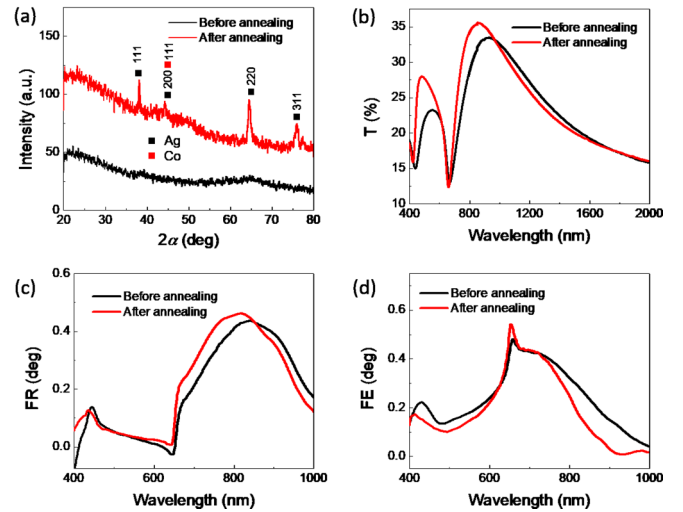 (a)
Before annealing
After annealing
111
200 111
220
311
Ag
Co
Intensity (a.u.)
150
100
50
0
20 30 40 50 60 70 80
2α (deg)
(b)
Before annealing
After annealing
T (%)
35
30
25
20
15
10
400 800 1200 1600 2000
Wavelength (nm)
(c)
Before annealing
After annealing
FR (deg)
0.6
0.4
0.2
0.0
400 600 800 1000
Wavelength (nm)
(d)
Before annealing
After annealing
FE (deg)
0.6
0.4
0.2
0.0
400 600 800 1000
Wavelength (nm)